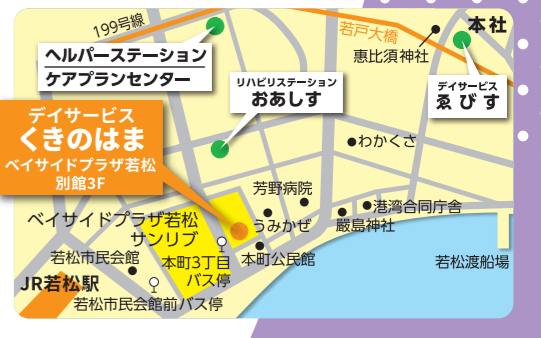 199号線
若戸大橋
本社
恵比須神社
ヘルパーステーション
ケアプランセンター
リハビリステーション
おあしす
デイサービス
ゑびす
デイサービス
くきのはま
ベイサイドプラザ若松
別館3F
わかくさ
芳野病院
港湾合同庁舎
ベイサイドプラザ若松
サンリブ
うみかぜ
厳島神社
若松市民会館
本町3丁目
バス停
本町公民館
若松渡船場
JR若松駅
若松市民会館前バス停